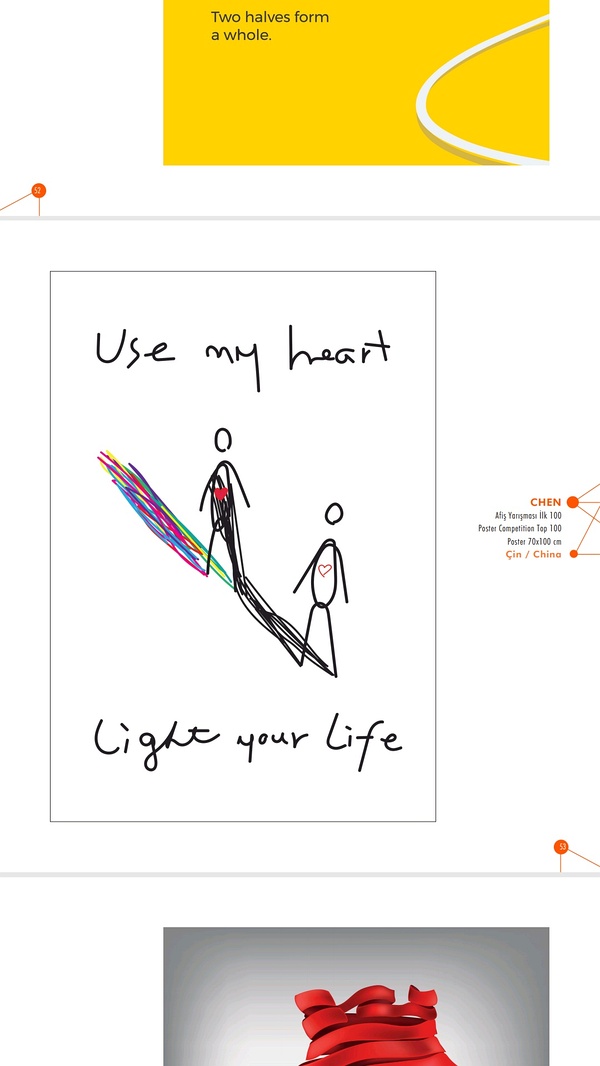 Two halves form
a whole.
52
Use my heart
Light your life
CHEN
Afiş Yarışması İlk 100
Poster Competition Top 100
Poster 70x100 cm
Çin / China
53